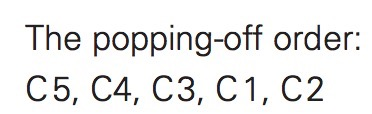 The popping-off order:
C5, C4, C3, C1, C2